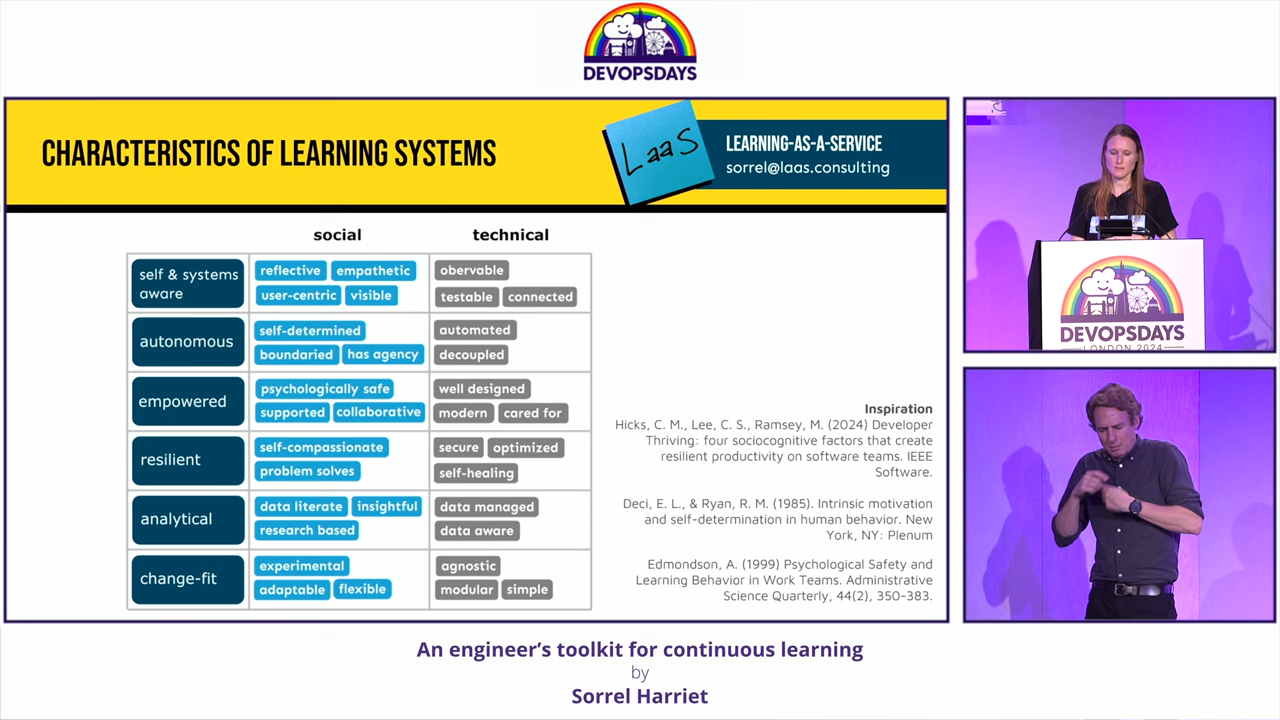 DEVOPSDAYS
CHARACTERISTICS OF LEARNING SYSTEMS
LaaS
LEARNING-AS-A-SERVICE
sorrel@laas.consulting
social technical
self & systems aware
reflective empathetic
user-centric visible
obervable
testable connected
autonomous
self-determined
boundaried has agency
automated
decoupled
empowered
psychologically safe
supported collaborative
well designed
modern cared for
resilient
self-compassionate
problem solves
secure optimized
self-healing
analytical
data literate insightful
research based
data managed
data aware
change-fit
experimental
adaptable flexible
agnostic
modular simple
Inspiration
Hicks, C. M., Lee, C. S., Ramsey, M. (2024) Developer
Thriving: four sociocognitive factors that create
resilient productivity on software teams. IEEE
Software.
Deci, E. L., & Ryan, R. M. (1985). Intrinsic motivation
and self-determination in human behavior. New
York, NY: Plenum
Edmondson, A. (1999) Psychological Safety and
Learning Behavior in Work Teams. Administrative
Science Quarterly, 44(2), 350-383.
DEVOPSDAYS
LONDON 2024
An engineer's toolkit for continuous learning
by
Sorrel Harriet